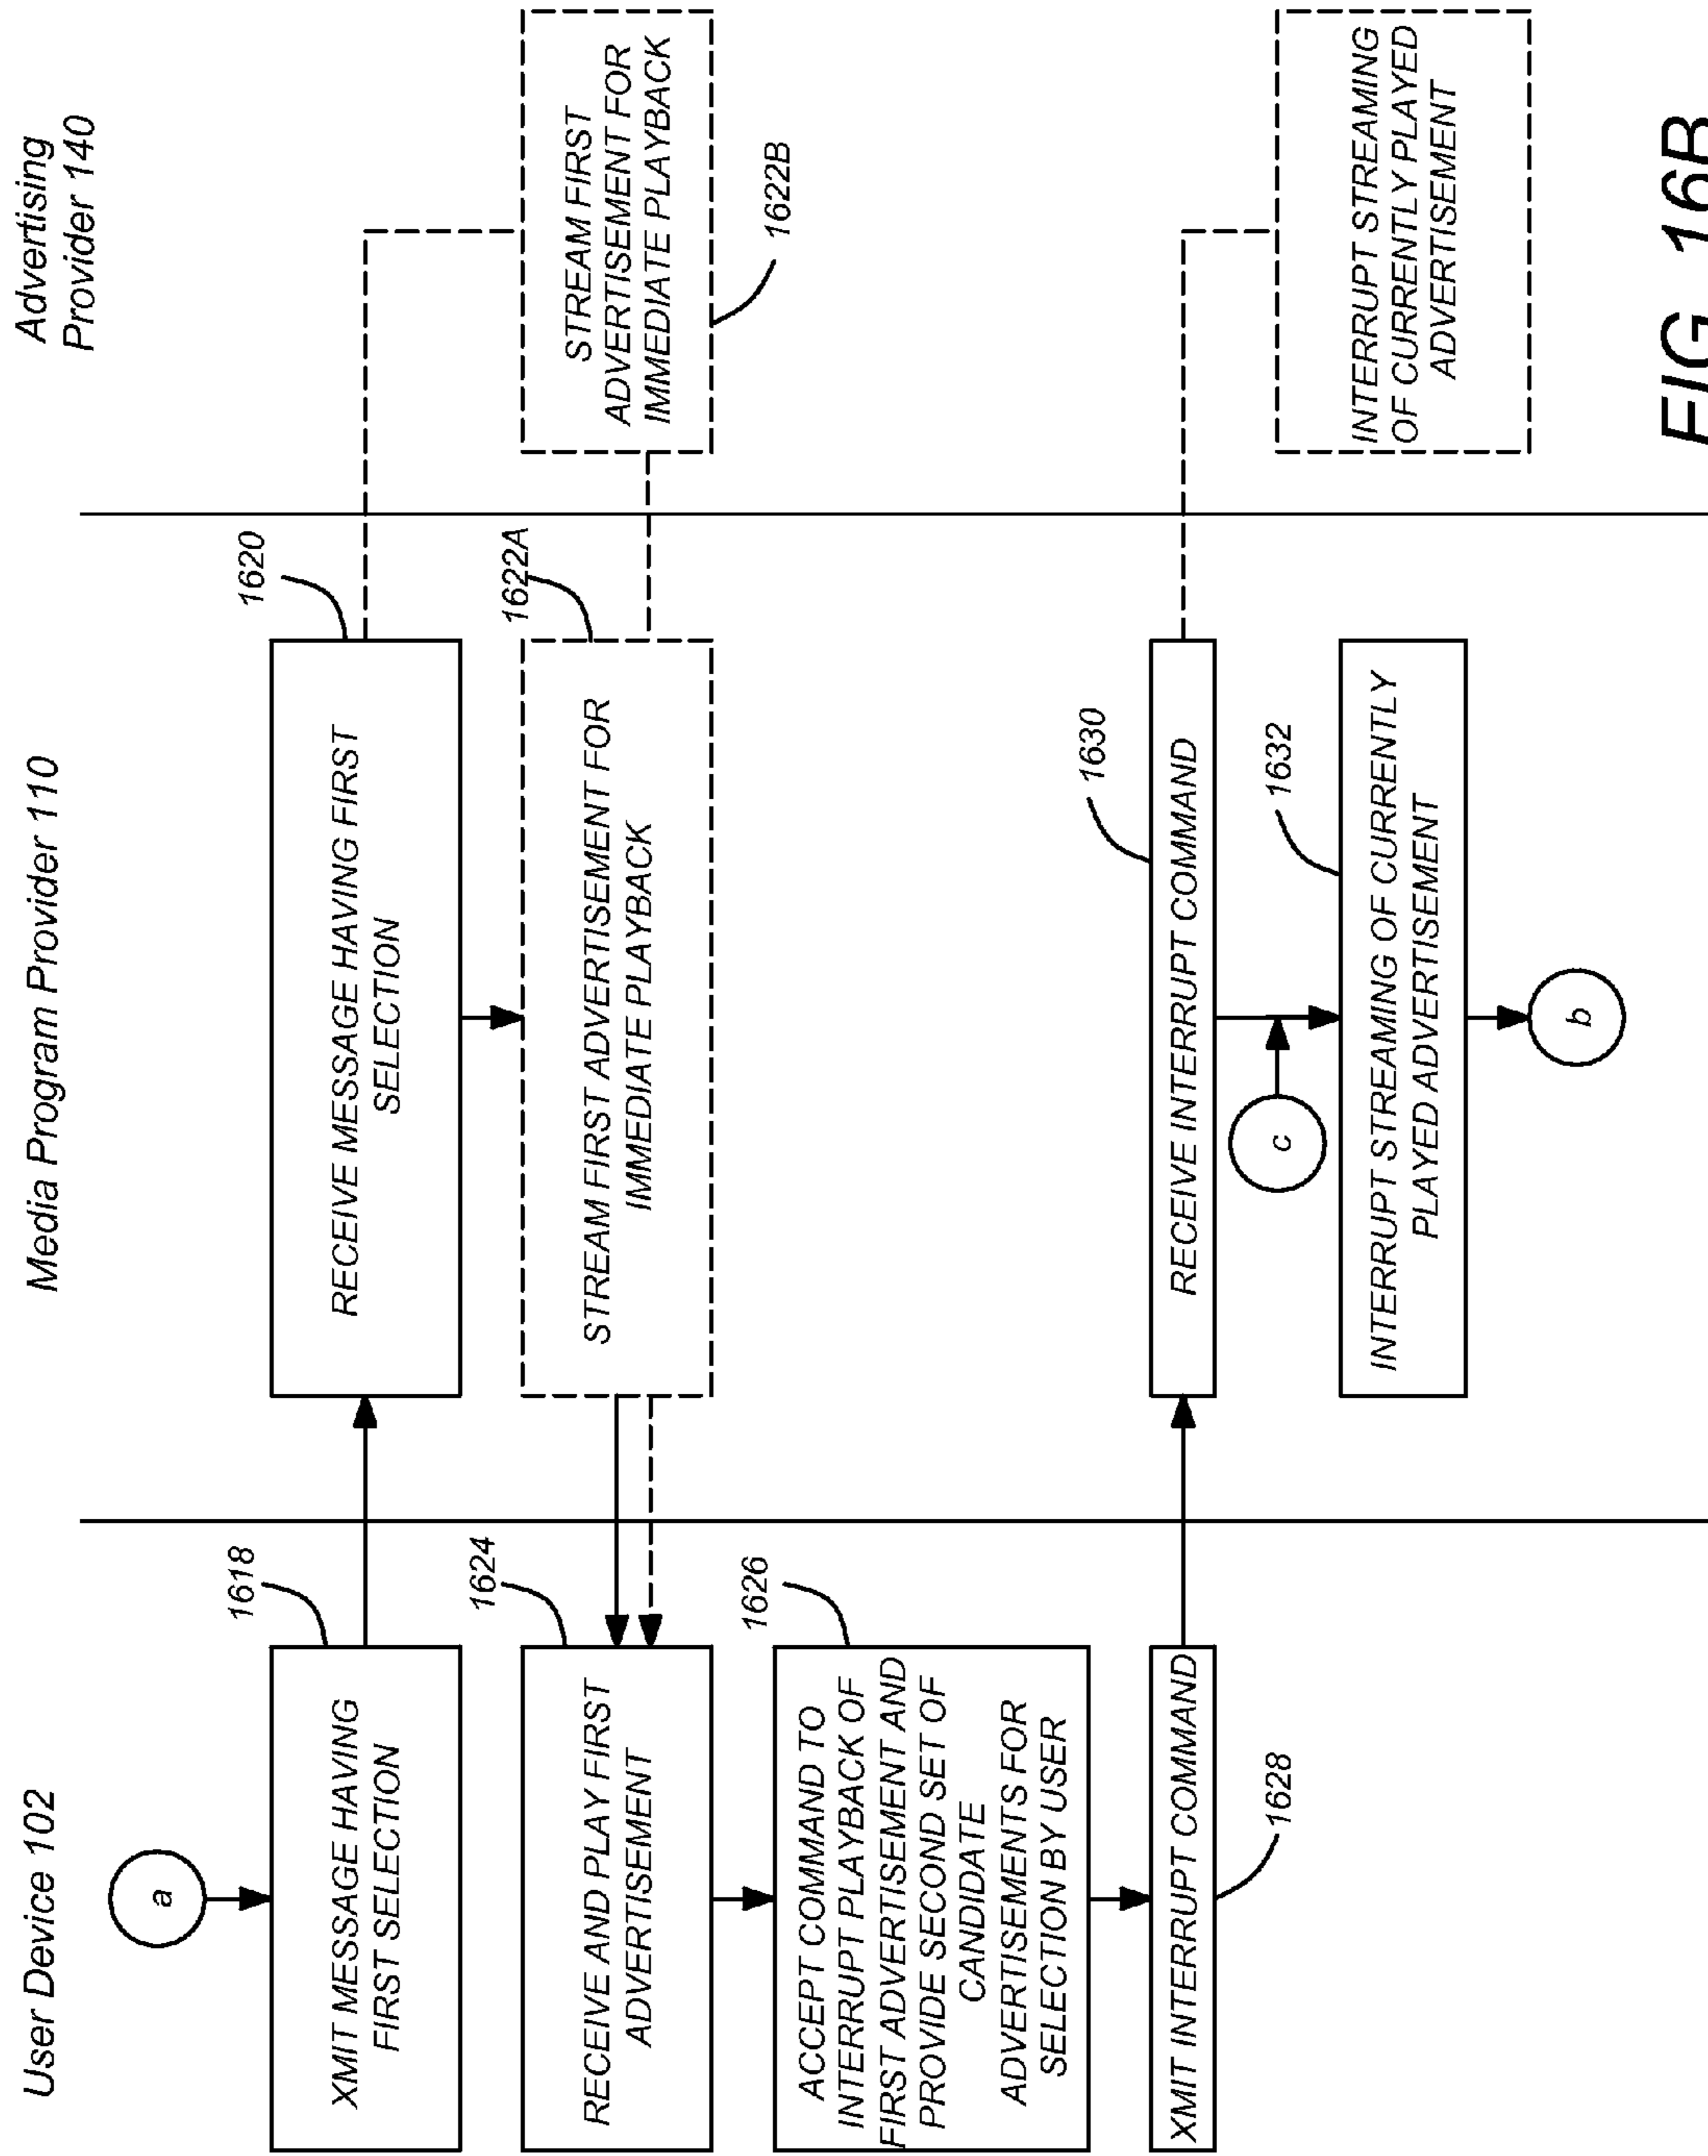 User Device 102
Media Program Provider 110
Advertising
Provider 140
a
1618
XMIT MESSAGE HAVING
FIRST SELECTION
1620
RECEIVE MESSAGE HAVING FIRST
SELECTION
1624
RECEIVE AND PLAY FIRST
ADVERTISEMENT
1622A
STREAM FIRST ADVERTISEMENT FOR
IMMEDIATE PLAYBACK
STREAM FIRST
ADVERTISEMENT FOR
IMMEDIATE PLAYBACK
1622B
1626
ACCEPT COMMAND TO
INTERRUPT PLAYBACK OF
FIRST ADVERTISEMENT AND
PROVIDE SECOND SET OF
CANDIDATE
ADVERTISEMENTS FOR
SELECTION BY USER
XMIT INTERRUPT COMMAND
1628
1630
RECEIVE INTERRUPT COMMAND
c
1632
INTERRUPT STREAMING OF CURRENTLY
PLAYED ADVERTISEMENT
b
INTERRUPT STREAMING
OF CURRENTLY PLAYED
ADVERTISEMENT
FIG. 16B